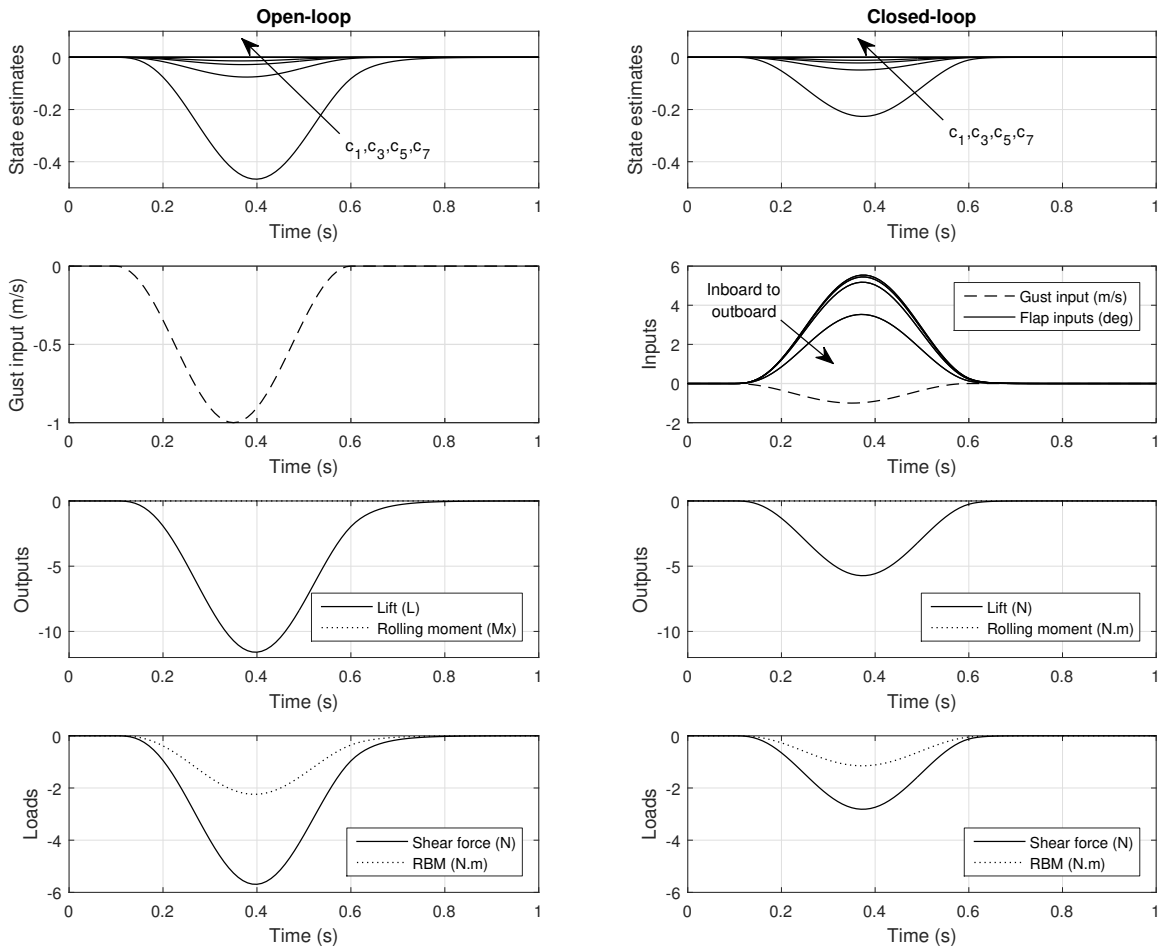 Open-loop
State estimates
0
-0.2
-0.4
c1,c3,c5,c7
0 0.2 0.4 0.6 0.8 1
Time (s)
Closed-loop
State estimates
0
-0.2
-0.4
c1,c3,c5,c7
0 0.2 0.4 0.6 0.8 1
Time (s)
Gust input (m/s)
0
-0.5
-1
0 0.2 0.4 0.6 0.8 1
Time (s)
Inputs
6
4
2
0
-2
Inboard to
outboard
Gust input (m/s)
Flap inputs (deg)
0 0.2 0.4 0.6 0.8 1
Time (s)
Outputs
0
-5
-10
Lift (L)
Rolling moment (Mx)
0 0.2 0.4 0.6 0.8 1
Time (s)
Outputs
0
-5
-10
Lift (N)
Rolling moment (N.m)
0 0.2 0.4 0.6 0.8 1
Time (s)
Loads
0
-2
-4
-6
Shear force (N)
RBM (N.m)
0 0.2 0.4 0.6 0.8 1
Time (s)
Loads
0
-2
-4
-6
Shear force (N)
RBM (N.m)
0 0.2 0.4 0.6 0.8 1
Time (s)